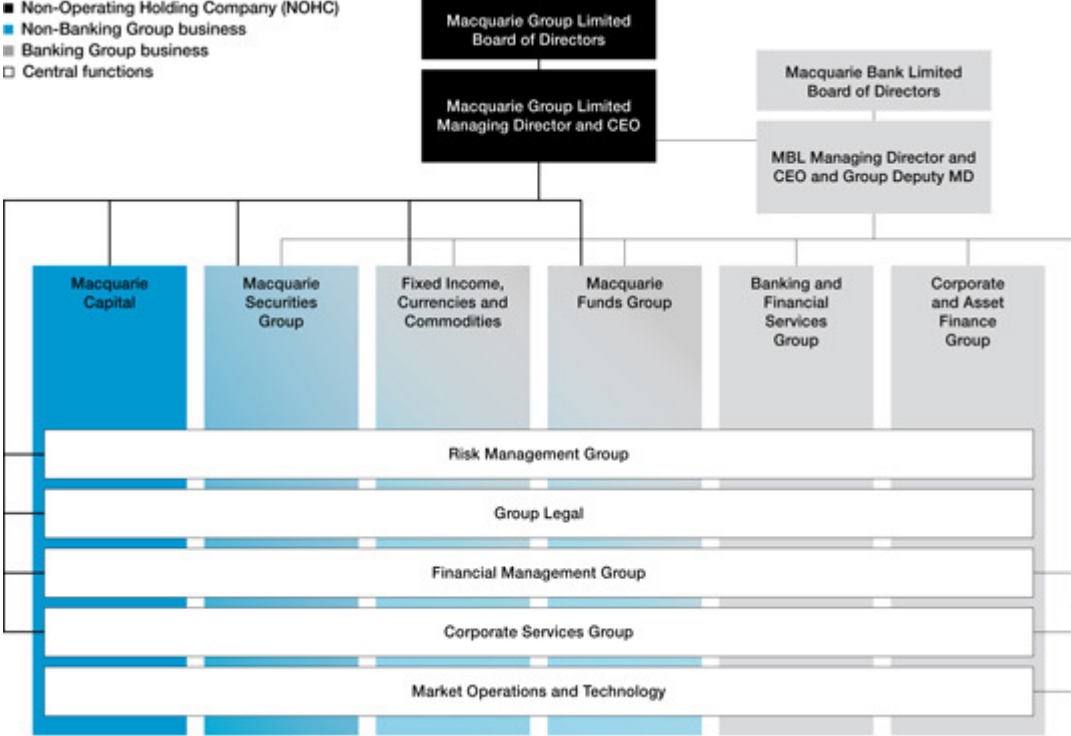 Non-Operating Holding Company (NOHC)
Non-Banking Group business
Banking Group business
Central functions
Macquarie Group Limited
Board of Directors
Macquarie Group Limited
Managing Director and CEO
Macquarie Bank Limited
Board of Directors
MBL Managing Director and
CEO and Group Deputy MD
Macquarie
Capital
Macquarie
Securities
Group
Fixed Income,
Currencies and
Commodities
Macquarie
Funds Group
Banking and
Financial
Services
Group
Corporate
and Asset
Finance
Group
Risk Management Group
Group Legal
Financial Management Group
Corporate Services Group
Market Operations and Technology